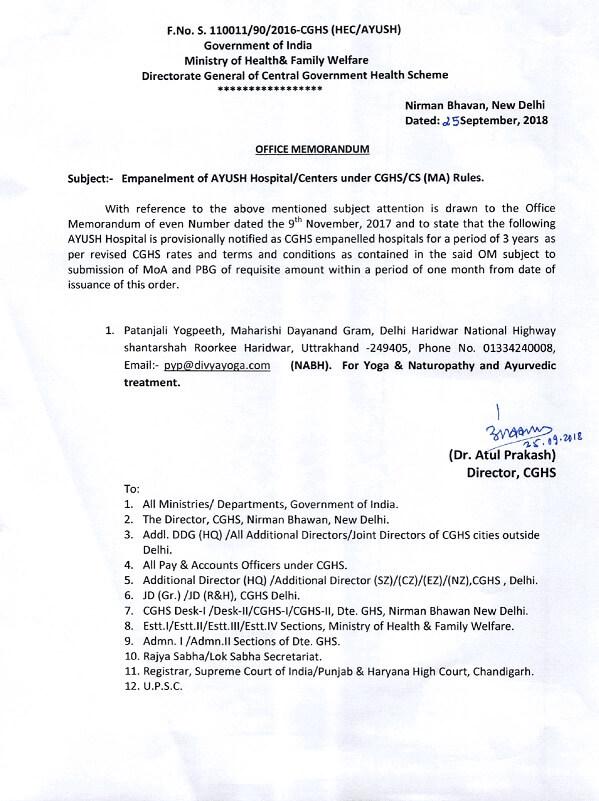 F.No. S. 110011/90/2016-CGHS (HEC/AYUSH)
Government of India
Ministry of Health& Family Welfare
Directorate General of Central Government Health Scheme
*****************
Nirman Bhavan, New Delhi
Dated: 25September, 2018
OFFICE MEMORANDUM
Subject:- Empanelment of AYUSH Hospital/Centers under CGHS/CS (MA) Rules.
With reference to the above mentioned subject attention is drawn to the Office
Memorandum of even Number dated the 9th November, 2017 and to state that the following
AYUSH Hospital is provisionally notified as CGHS empanelled hospitals for a period of 3 years as
per revised CGHS rates and terms and conditions as contained in the said OM subject to
submission of MoA and PBG of requisite amount within a period of one month from date of
issuance of this order.
1. Patanjali Yogpeeth, Maharishi Dayanand Gram, Delhi Haridwar National Highway
shantarshah Roorkee Haridwar, Uttrakhand -249405, Phone No. 01334240008,
Email:- pyp@divyayoga.com (NABH). For Yoga & Naturopathy and Ayurvedic
treatment.
25.09.2018
(Dr. Atul Prakash)
Director, CGHS
To:
1. All Ministries/ Departments, Government of India.
2. The Director, CGHS, Nirman Bhawan, New Delhi.
3. Addl. DDG (HQ) /All Additional Directors/Joint Directors of CGHS cities outside
Delhi.
4. All Pay & Accounts Officers under CGHS.
5. Additional Director (HQ) /Additional Director (SZ)/(CZ)/(EZ)/(NZ),CGHS , Delhi.
6. JD (Gr.) /JD (R&H), CGHS Delhi.
7. CGHS Desk-I /Desk-II/CGHS-I/CGHS-II, Dte. GHS, Nirman Bhawan New Delhi.
8. Estt.I/Estt.II/Estt.III/Estt.IV Sections, Ministry of Health & Family Welfare.
9. Admn. I /Admn.II Sections of Dte. GHS.
10. Rajya Sabha/Lok Sabha Secretariat.
11. Registrar, Supreme Court of India/Punjab & Haryana High Court, Chandigarh.
12. U.P.S.C.